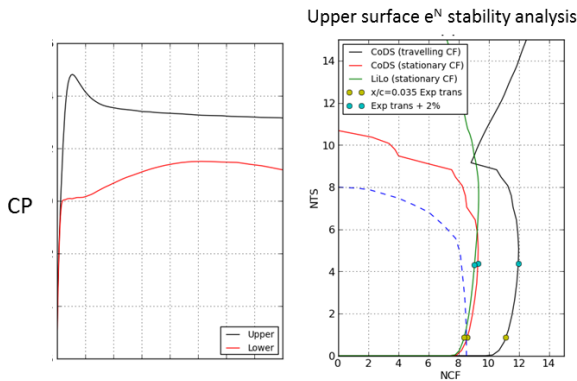 Upper surface e^N stability analysis
CP
Upper
Lower
CoDS (travelling CF)
CoDS (stationary CF)
LiLo (stationary CF)
x/c=0.035 Exp trans
Exp trans + 2%
14
12
10
8
6
4
2
0
NTS
0 2 4 6 8 10 12 14
NCF